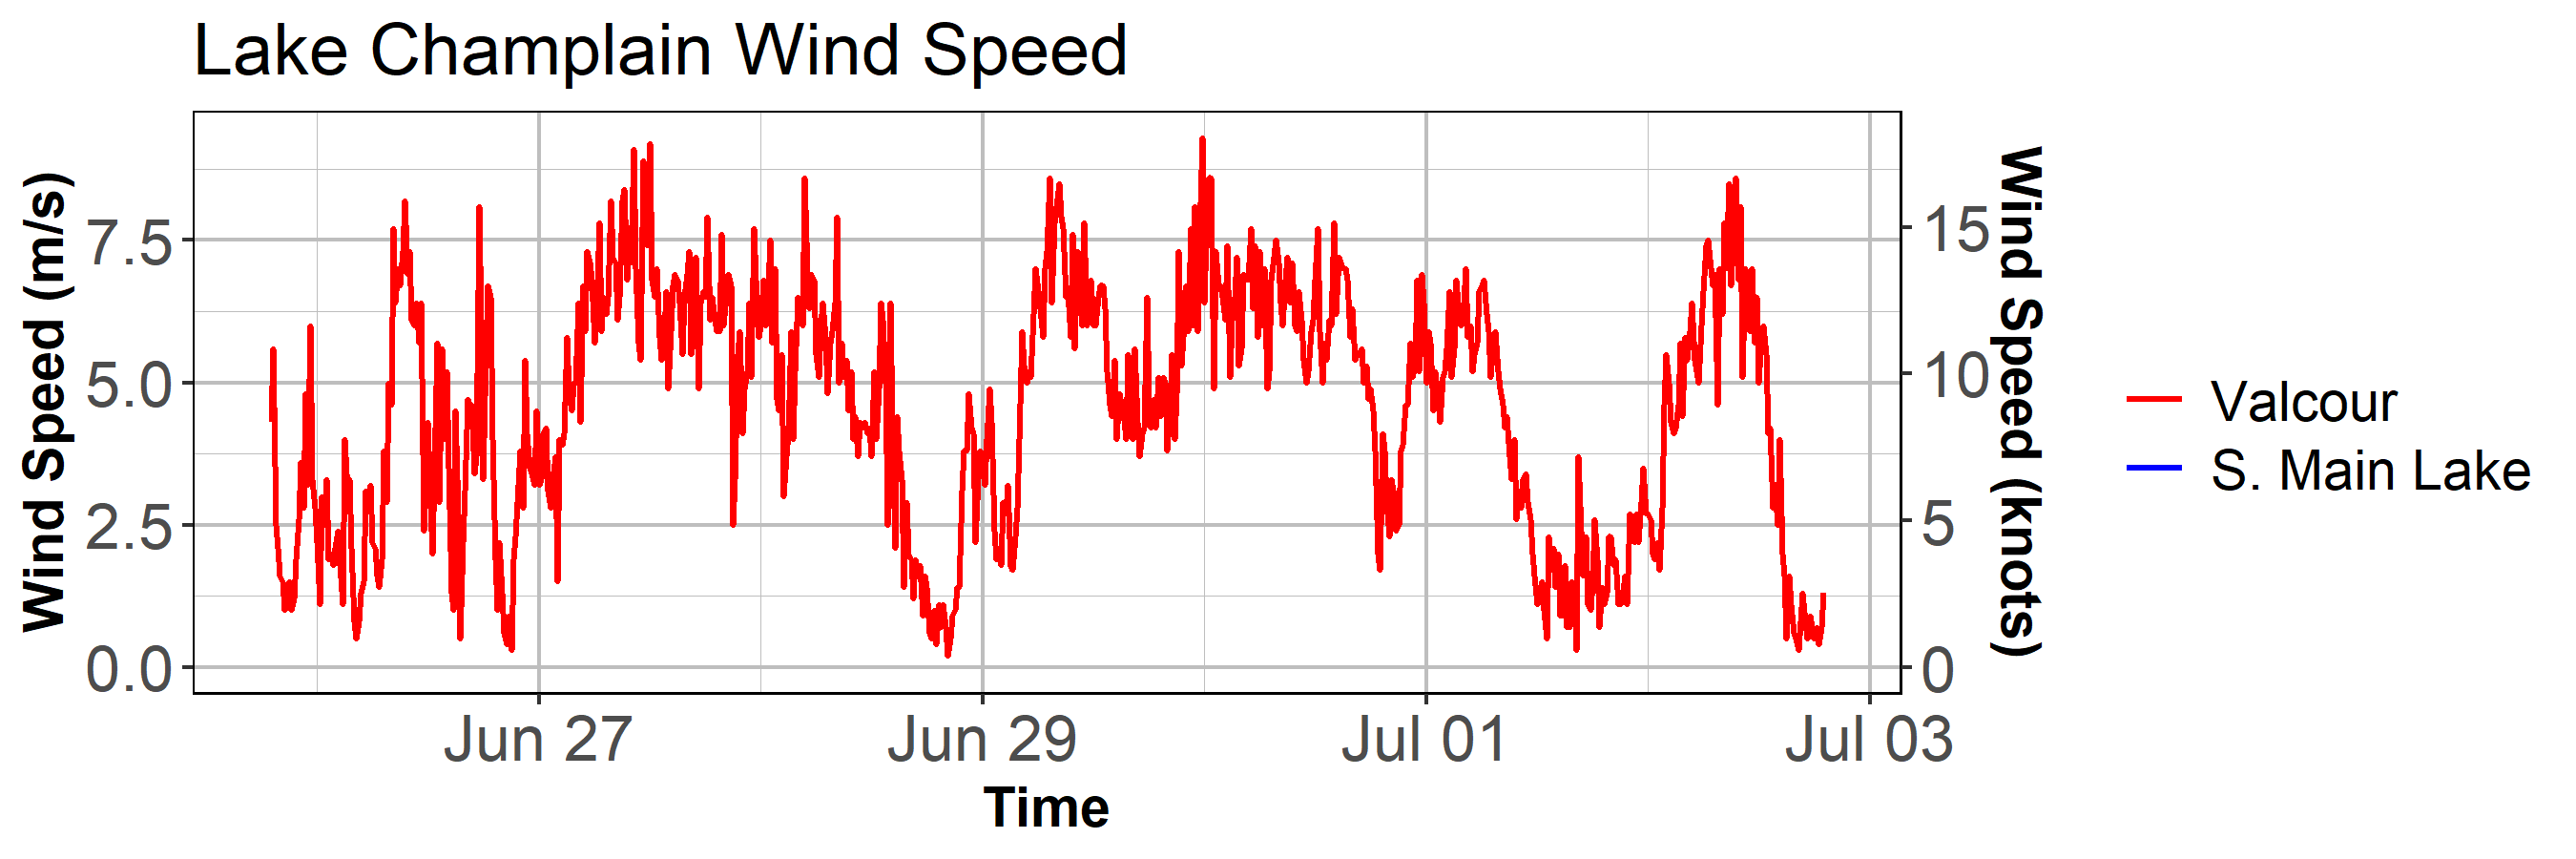 Lake Champlain Wind Speed
Wind Speed (m/s)
7.5
5.0
2.5
0.0
15
10
5
0
Wind Speed (knots)
Jun 27
Jun 29
Jul 01
Jul 03
Time
Valcour
S. Main Lake